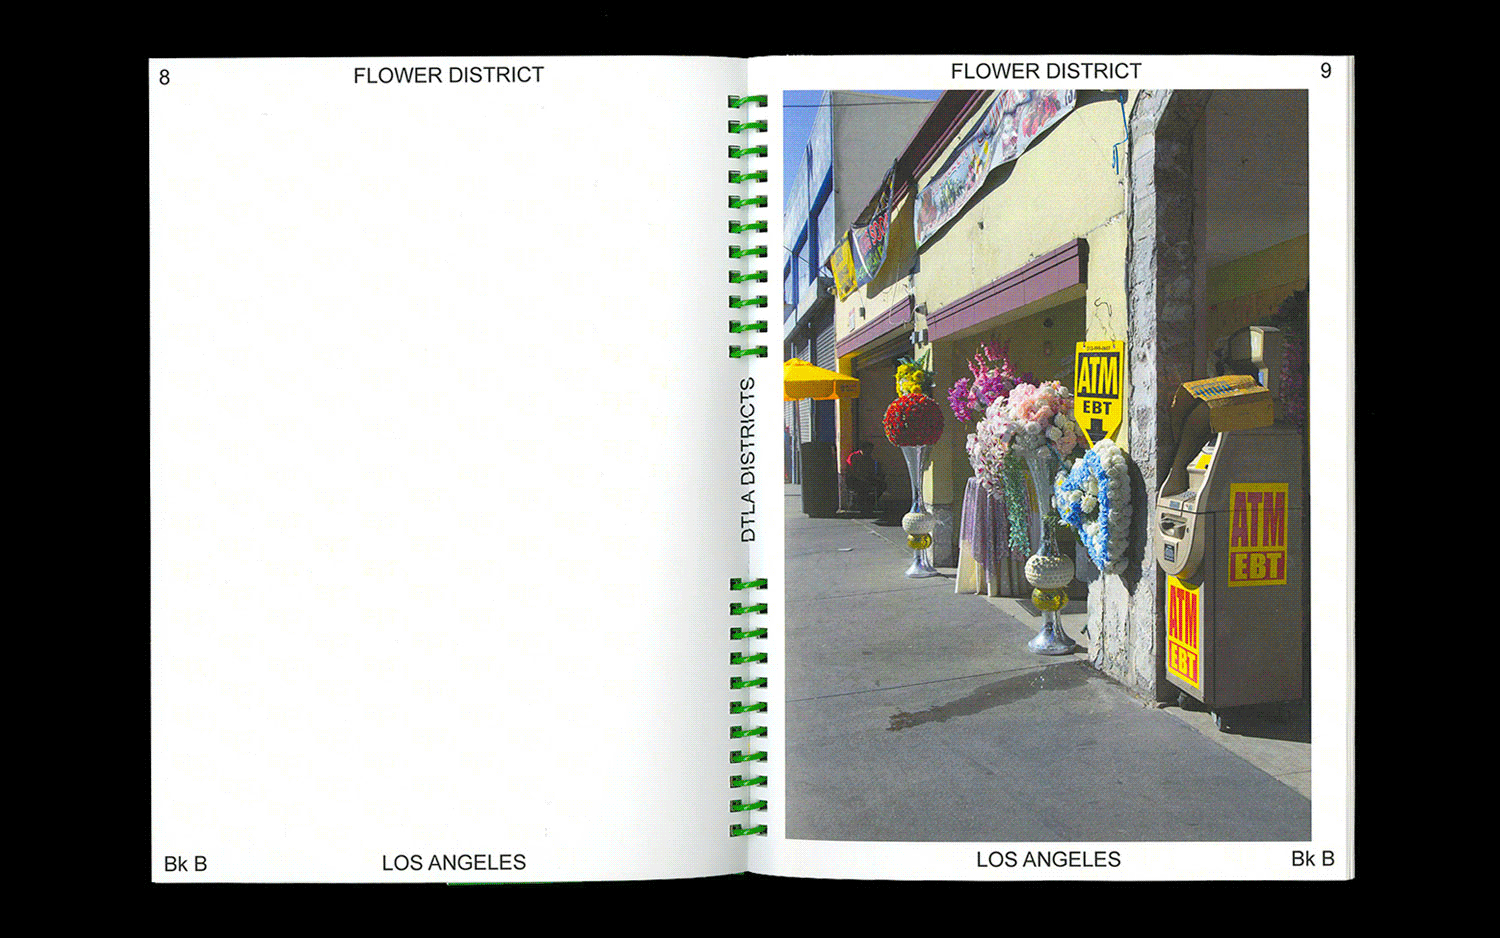 8
FLOWER DISTRICT
Bk B
LOS ANGELES
DTLA DISTRICTS
FLOWER DISTRICT
9
ATM
EBT
ATM
EBT
ATM
EBT
LOS ANGELES
Bk B